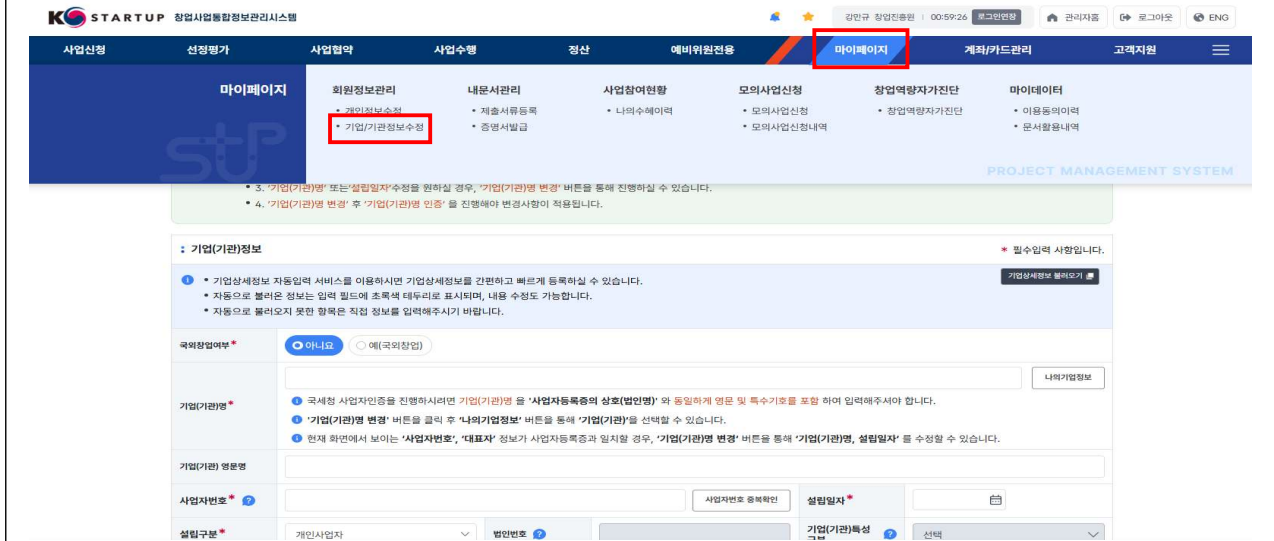 K STARTUP 창업사업통합정보관리시스템
강민규 창업진흥원 | 00:59:26 로그인연장 관리자홈 로그아웃 ENG
사업신청 선정평가 사업협약 사업수행 정산 예비위원전용 마이페이지 계좌/카드관리 고객지원
마이페이지 회원정보관리 내문서관리 사업참여현황 모의사업신청 창업역량자가진단 마이데이터
• 개인정보수정 • 제출서류등록 • 나의수혜이력 • 모의사업신청 • 창업역량자가진단 • 이용동의이력
• 기업/기관정보수정 • 증명서발급 • 모의사업신청내역 • 문서활용내역
stP
PROJECT MANAGEMENT SYSTEM
• 3. '기업(기관)명' 또는'설립일자'수정을 원하실 경우, '기업(기관)명 변경' 버튼을 통해 진행하실 수 있습니다.
• 4. '기업(기관)명 변경' 후 '기업(기관)명 인증' 을 진행해야 변경사항이 적용됩니다.
기업(기관)정보 * 필수입력 사항입니다.
• 기업상세정보 자동입력 서비스를 이용하시면 기업상세정보를 간편하고 빠르게 등록하실 수 있습니다. 기업상세정보 불러오기
• 자동으로 불러온 정보는 입력 필드에 초록색 테두리로 표시되며, 내용 수정도 가능합니다.
• 자동으로 불러오지 못한 항목은 직접 정보를 입력해주시기 바랍니다.
국외창업여부* 아니요 예(국외창업)
나의기업정보
기업(기관)명*
국세청 사업자인증을 진행하시려면 기업(기관)명 을 '사업자등록증의 상호(법인명)' 와 동일하게 영문 및 특수기호를 포함 하여 입력해주셔야 합니다.
'기업(기관)명 변경' 버튼을 클릭 후 '나의기업정보' 버튼을 통해 '기업(기관)'을 선택할 수 있습니다.
현재 화면에서 보이는 '사업자번호', '대표자' 정보가 사업자등록증과 일치할 경우, '기업(기관)명 변경' 버튼을 통해 '기업(기관)명, 설립일자' 를 수정할 수 있습니다.
기업(기관) 영문명
사업자번호* ? 사업자번호 중복확인 설립일자*
설립구분* 개인사업자 법인번호 ? 기업(기관)특성 ? 선택